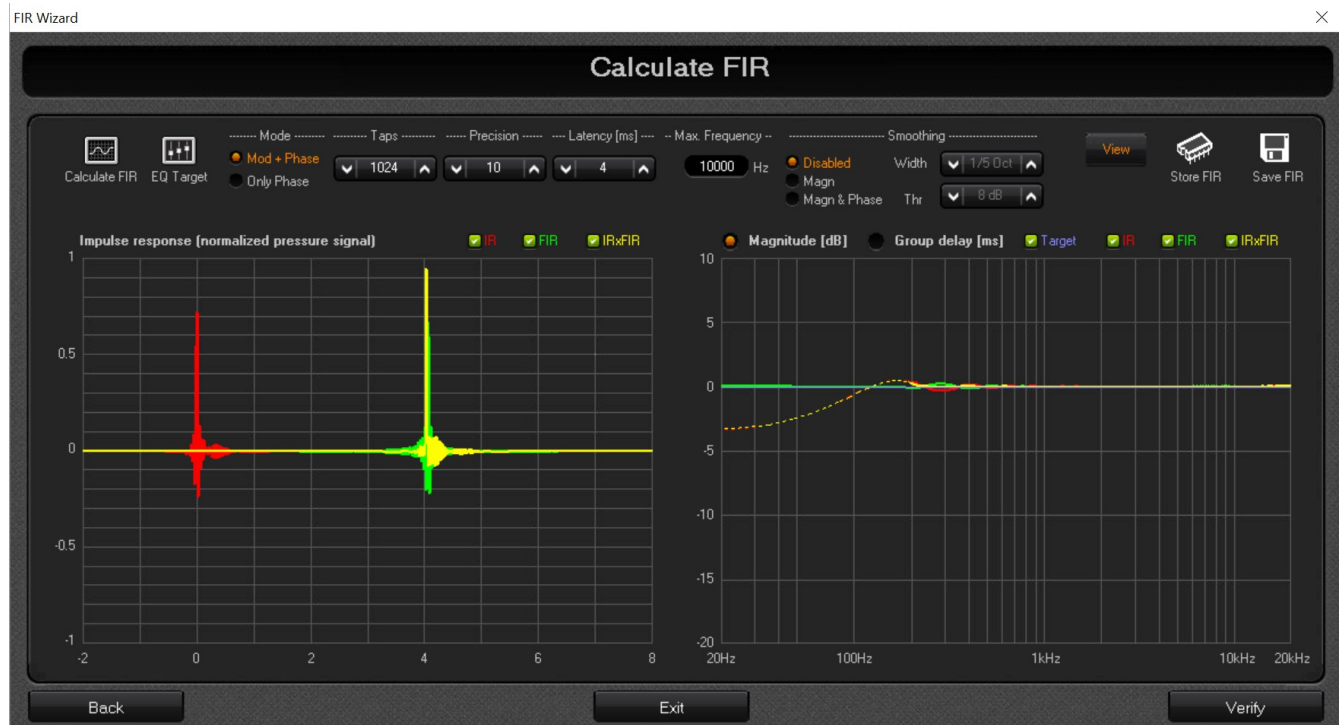 FIR Wizard
Calculate FIR
------- Mode -------- --------- Taps --------- ----- Precision ----- --- Latency [ms] --- -- Max. Frequency -- ---------------------- Smoothing --------------------
Calculate FIR
EQ Target
Mod + Phase
Only Phase
1024
10
4
10000 Hz
Disabled
Magn
Magn & Phase
Width 1/5 Oct
Thr 8 dB
View
Store FIR
Save FIR
Impulse response (normalized pressure signal) IR FIR IRxFIR
1
0.5
0
-0.5
-1
-2 0 2 4 6 8
Magnitude [dB] Group delay [ms] Target IR FIR IRxFIR
10
5
0
-5
-10
-15
-20
20Hz 100Hz 1kHz 10kHz 20kHz
Back Exit Verify